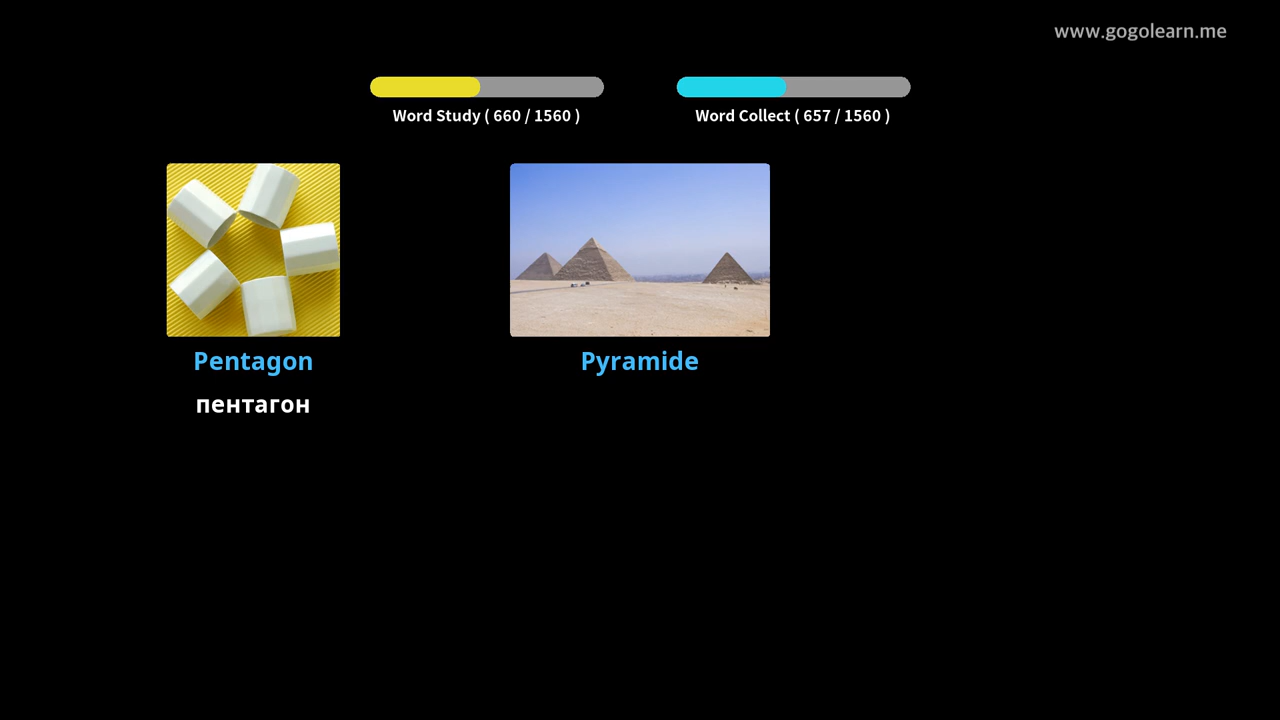 www.gogolearn.me
Word Study ( 660 / 1560 )
Word Collect ( 657 / 1560 )
Pentagon
Pyramide
пентагон